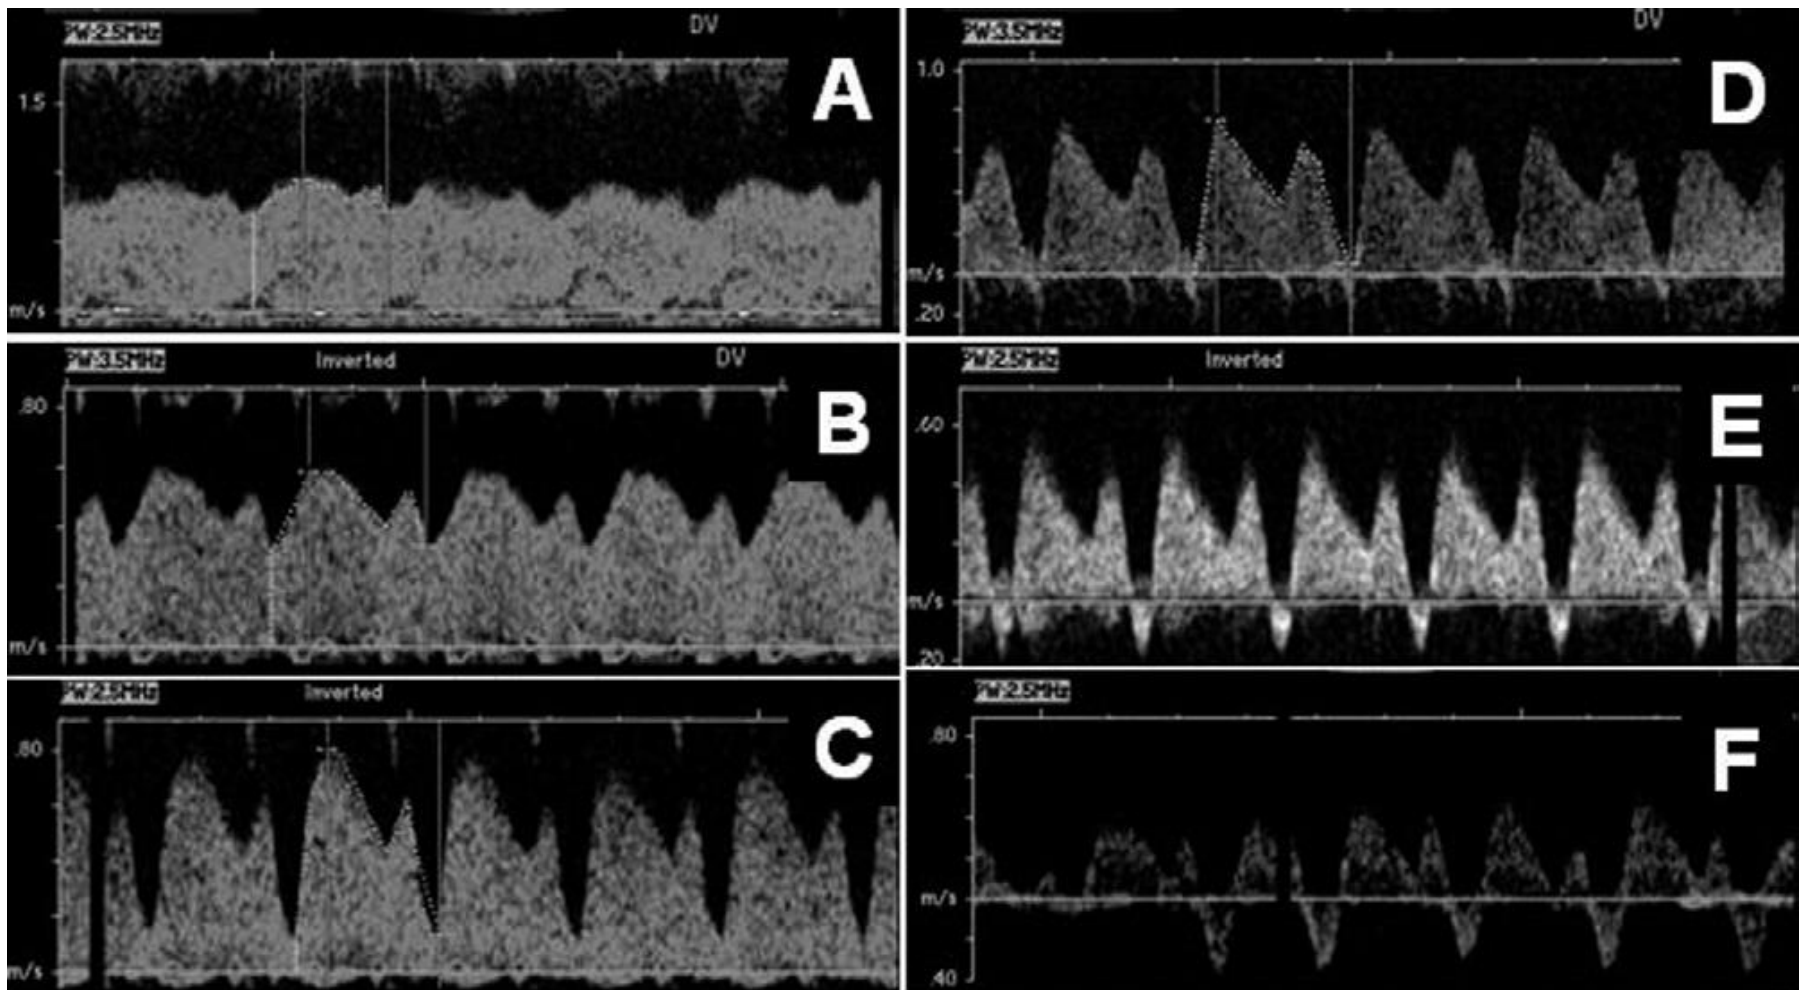 PW:2.5MHz
DV
A
1.5
m/s
PW:3.5MHz
Inverted
DV
B
.80
m/s
PW:2.5MHz
Inverted
C
.80
m/s
PW:3.5MHz
DV
D
1.0
m/s
.20
PW:2.5MHz
Inverted
E
.60
m/s
.20
PW:2.5MHz
F
.80
m/s
.40